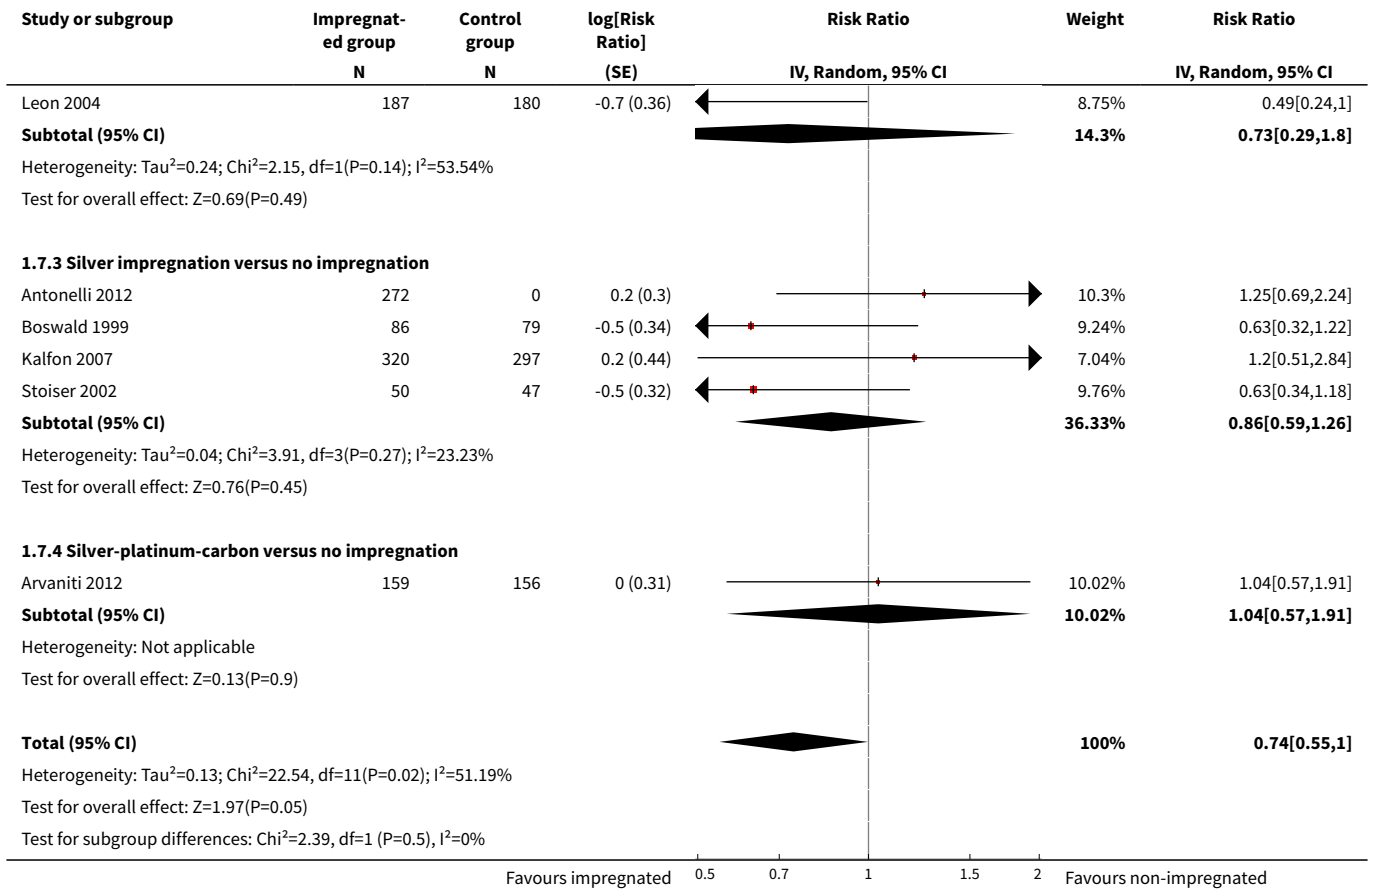 Study or subgroup Impregnat- Control log[Risk Risk Ratio Weight Risk Ratio
ed group group Ratio]
N N (SE) IV, Random, 95% CI IV, Random, 95% CI
Leon 2004 187 180 -0.7 (0.36) 8.75% 0.49[0.24,1]
Subtotal (95% CI) 14.3% 0.73[0.29,1.8]
Heterogeneity: Tau²=0.24; Chi²=2.15, df=1(P=0.14); I²=53.54%
Test for overall effect: Z=0.69(P=0.49)
1.7.3 Silver impregnation versus no impregnation
Antonelli 2012 272 0 0.2 (0.3) 10.3% 1.25[0.69,2.24]
Boswald 1999 86 79 -0.5 (0.34) 9.24% 0.63[0.32,1.22]
Kalfon 2007 320 297 0.2 (0.44) 7.04% 1.2[0.51,2.84]
Stoiser 2002 50 47 -0.5 (0.32) 9.76% 0.63[0.34,1.18]
Subtotal (95% CI) 36.33% 0.86[0.59,1.26]
Heterogeneity: Tau²=0.04; Chi²=3.91, df=3(P=0.27); I²=23.23%
Test for overall effect: Z=0.76(P=0.45)
1.7.4 Silver-platinum-carbon versus no impregnation
Arvaniti 2012 159 156 0 (0.31) 10.02% 1.04[0.57,1.91]
Subtotal (95% CI) 10.02% 1.04[0.57,1.91]
Heterogeneity: Not applicable
Test for overall effect: Z=0.13(P=0.9)
Total (95% CI) 100% 0.74[0.55,1]
Heterogeneity: Tau²=0.13; Chi²=22.54, df=11(P=0.02); I²=51.19%
Test for overall effect: Z=1.97(P=0.05)
Test for subgroup differences: Chi²=2.39, df=1 (P=0.5), I²=0%
Favours impregnated 0.5 0.7 1 1.5 2 Favours non-impregnated